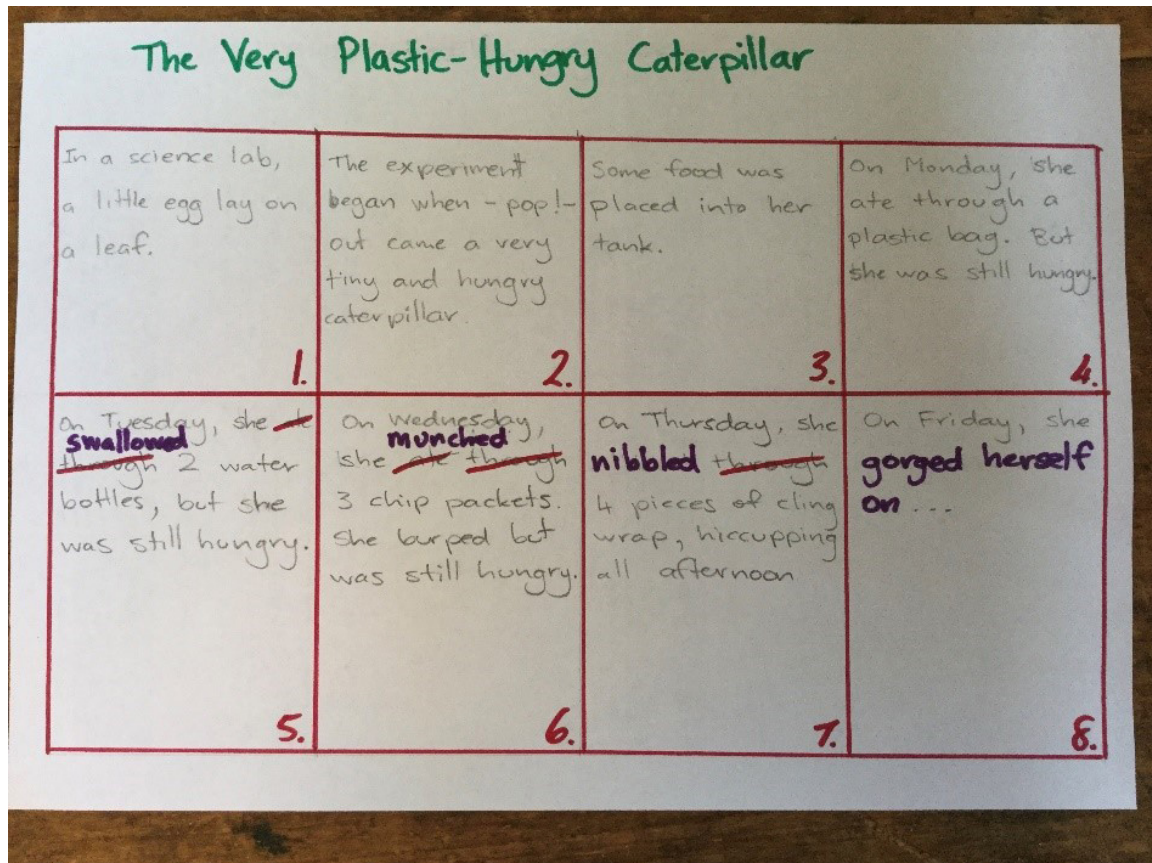 The Very Plastic-Hungry Caterpillar
In a science lab,
a little egg lay on
a leaf.
1.
The experiment
began when - pop! -
out came a very
tiny and hungry
caterpillar.
2.
Some food was
placed into her
tank.
3.
On Monday, she
ate through a
plastic bag. But
she was still hungry.
4.
On Tuesday, she ate
swallowed
through 2 water
bottles, but she
was still hungry.
5.
On Wednesday,
munched
she ate through
3 chip packets.
she burped but
was still hungry.
6.
On Thursday, she
nibbled through
4 pieces of cling
wrap, hiccupping
all afternoon
7.
On Friday, she
gorged herself
on ...
8.